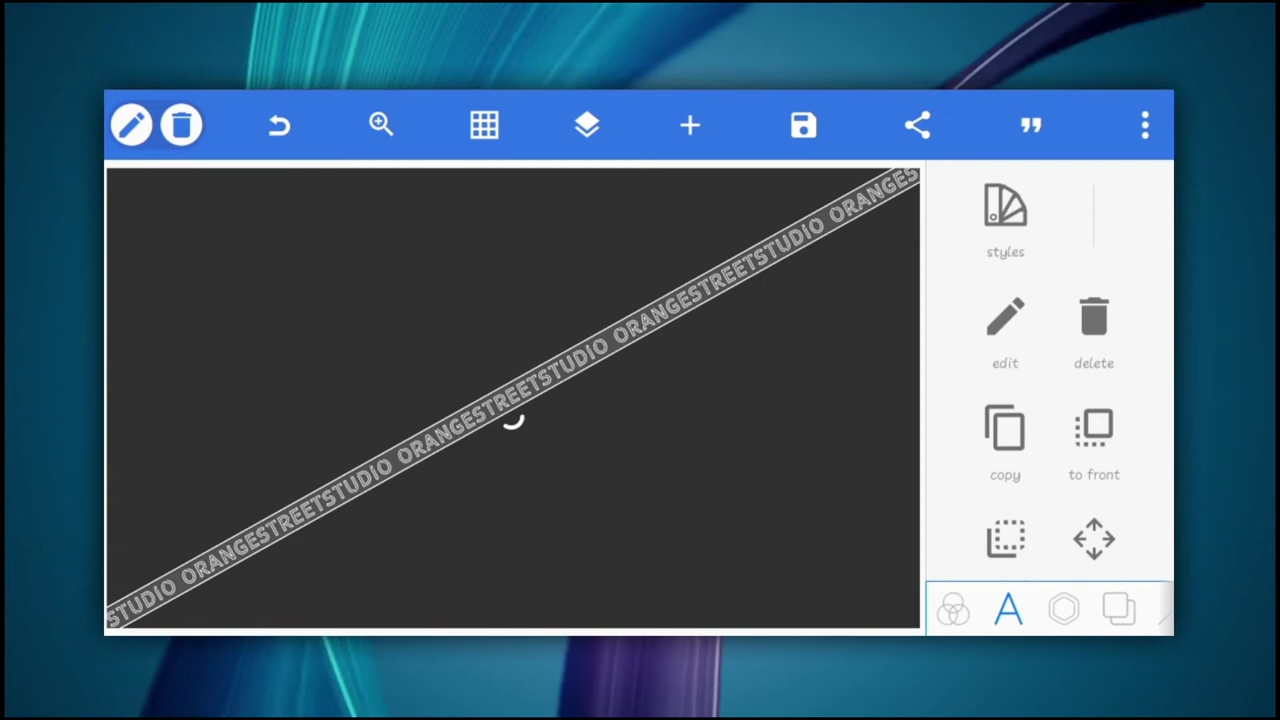 STUDIO ORANGESTREETSTUDIO ORANGESTREETSTUDIO ORANGESTREETSTUDIO ORANGES
styles
edit delete
copy to front